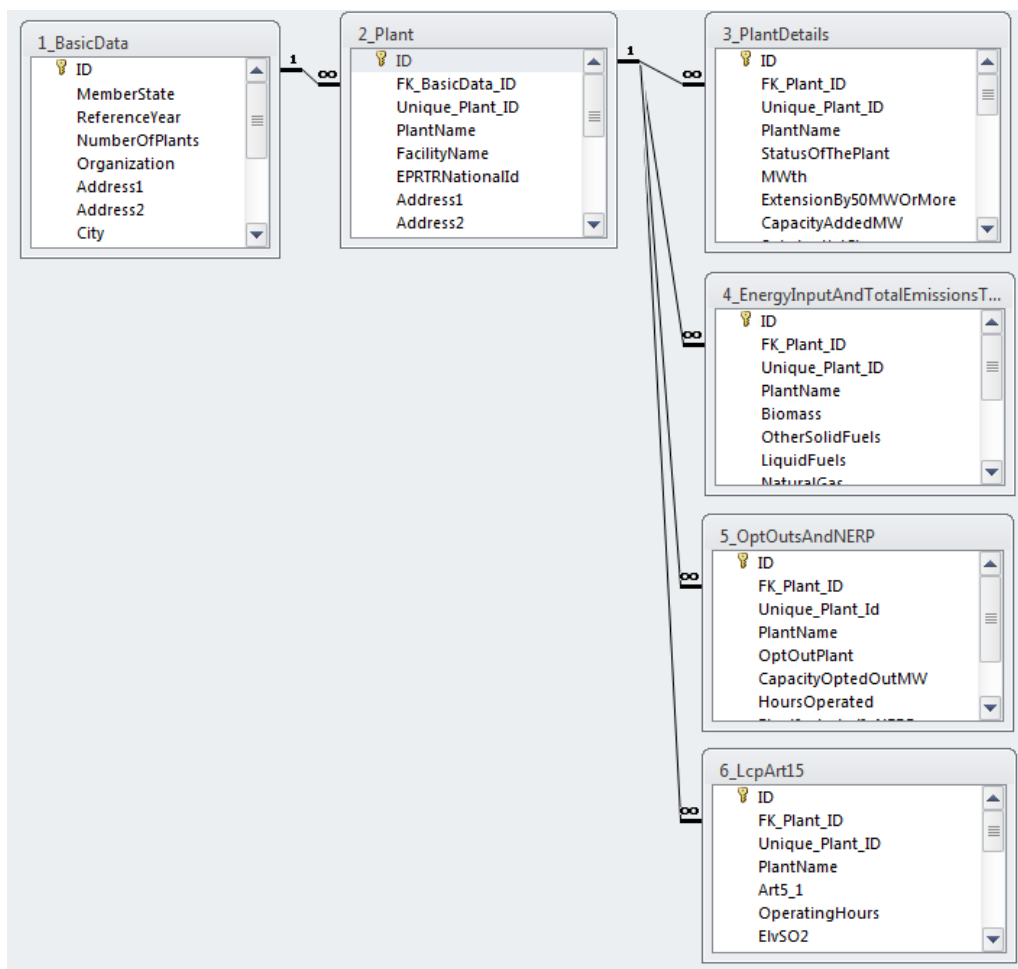 1_BasicData
ID
MemberState
ReferenceYear
NumberOfPlants
Organization
Address1
Address2
City
1
∞
2_Plant
ID
FK_BasicData_ID
Unique_Plant_ID
PlantName
FacilityName
EPRTRNationalId
Address1
Address2
1
∞
3_PlantDetails
ID
FK_Plant_ID
Unique_Plant_ID
PlantName
StatusOfThePlant
MWth
ExtensionBy50MWOrMore
CapacityAddedMW
∞
4_EnergyInputAndTotalEmissionsT...
ID
FK_Plant_ID
Unique_Plant_ID
PlantName
Biomass
OtherSolidFuels
LiquidFuels
NaturalGas
∞
5_OptOutsAndNERP
ID
FK_Plant_ID
Unique_Plant_Id
PlantName
OptOutPlant
CapacityOptedOutMW
HoursOperated
∞
6_LcpArt15
ID
FK_Plant_ID
Unique_Plant_ID
PlantName
Art5_1
OperatingHours
ElvSO2